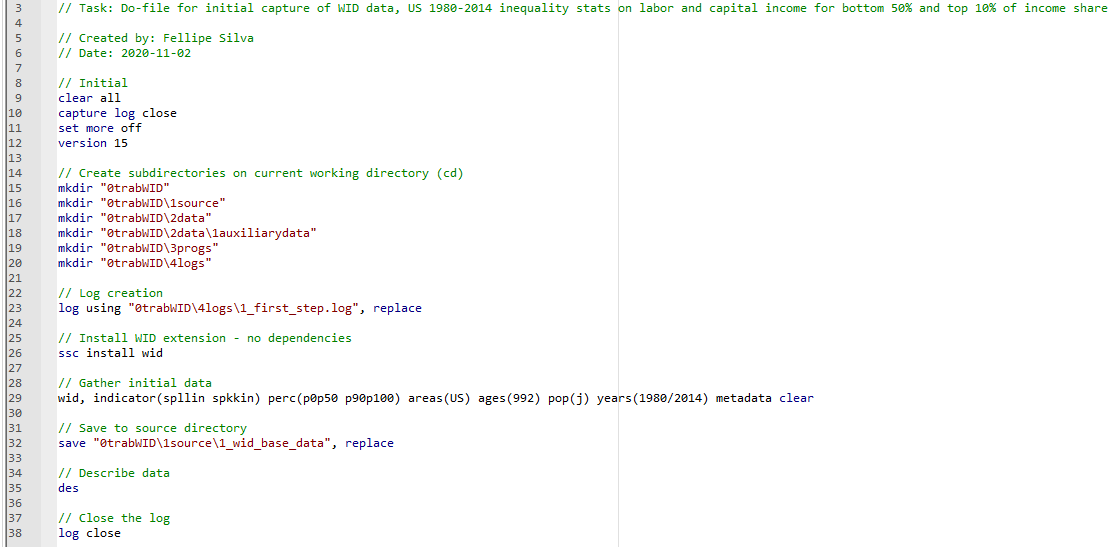 3 // Task: Do-file for initial capture of WID data, US 1980-2014 inequality stats on labor and capital income for bottom 50% and top 10% of income share
4
5 // Created by: Fellipe Silva
6 // Date: 2020-11-02
7
8 // Initial
9 clear all
10 capture log close
11 set more off
12 version 15
13
14 // Create subdirectories on current working directory (cd)
15 mkdir "0trabWID"
16 mkdir "0trabWID\1source"
17 mkdir "0trabWID\2data"
18 mkdir "0trabWID\2data\1auxiliarydata"
19 mkdir "0trabWID\3progs"
20 mkdir "0trabWID\4logs"
21
22 // Log creation
23 log using "0trabWID\4logs\1_first_step.log", replace
24
25 // Install WID extension - no dependencies
26 ssc install wid
27
28 // Gather initial data
29 wid, indicator(spllin spkkin) perc(p0p50 p90p100) areas(US) ages(992) pop(j) years(1980/2014) metadata clear
30
31 // Save to source directory
32 save "0trabWID\1source\1_wid_base_data", replace
33
34 // Describe data
35 des
36
37 // Close the log
38 log close